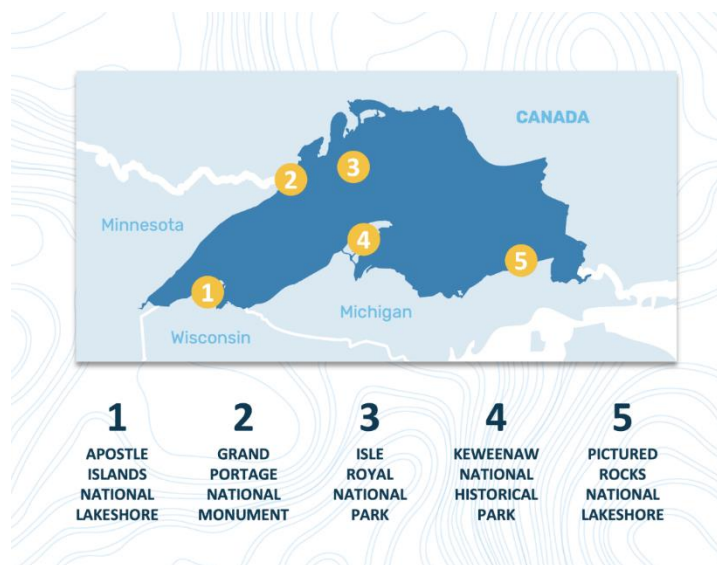 CANADA
2
3
Minnesota
4
5
1
Michigan
Wisconsin
1
APOSTLE
ISLANDS
NATIONAL
LAKESHORE
2
GRAND
PORTAGE
NATIONAL
MONUMENT
3
ISLE
ROYAL
NATIONAL
PARK
4
KEWEENAW
NATIONAL
HISTORICAL
PARK
5
PICTURED
ROCKS
NATIONAL
LAKESHORE